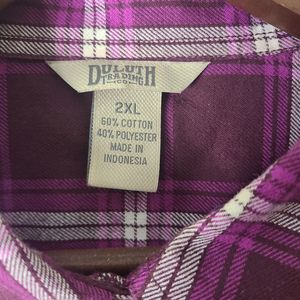 DULUTH
TRADING
CO
2XL
60% COTTON
40% POLYESTER
MADE IN
INDONESIA